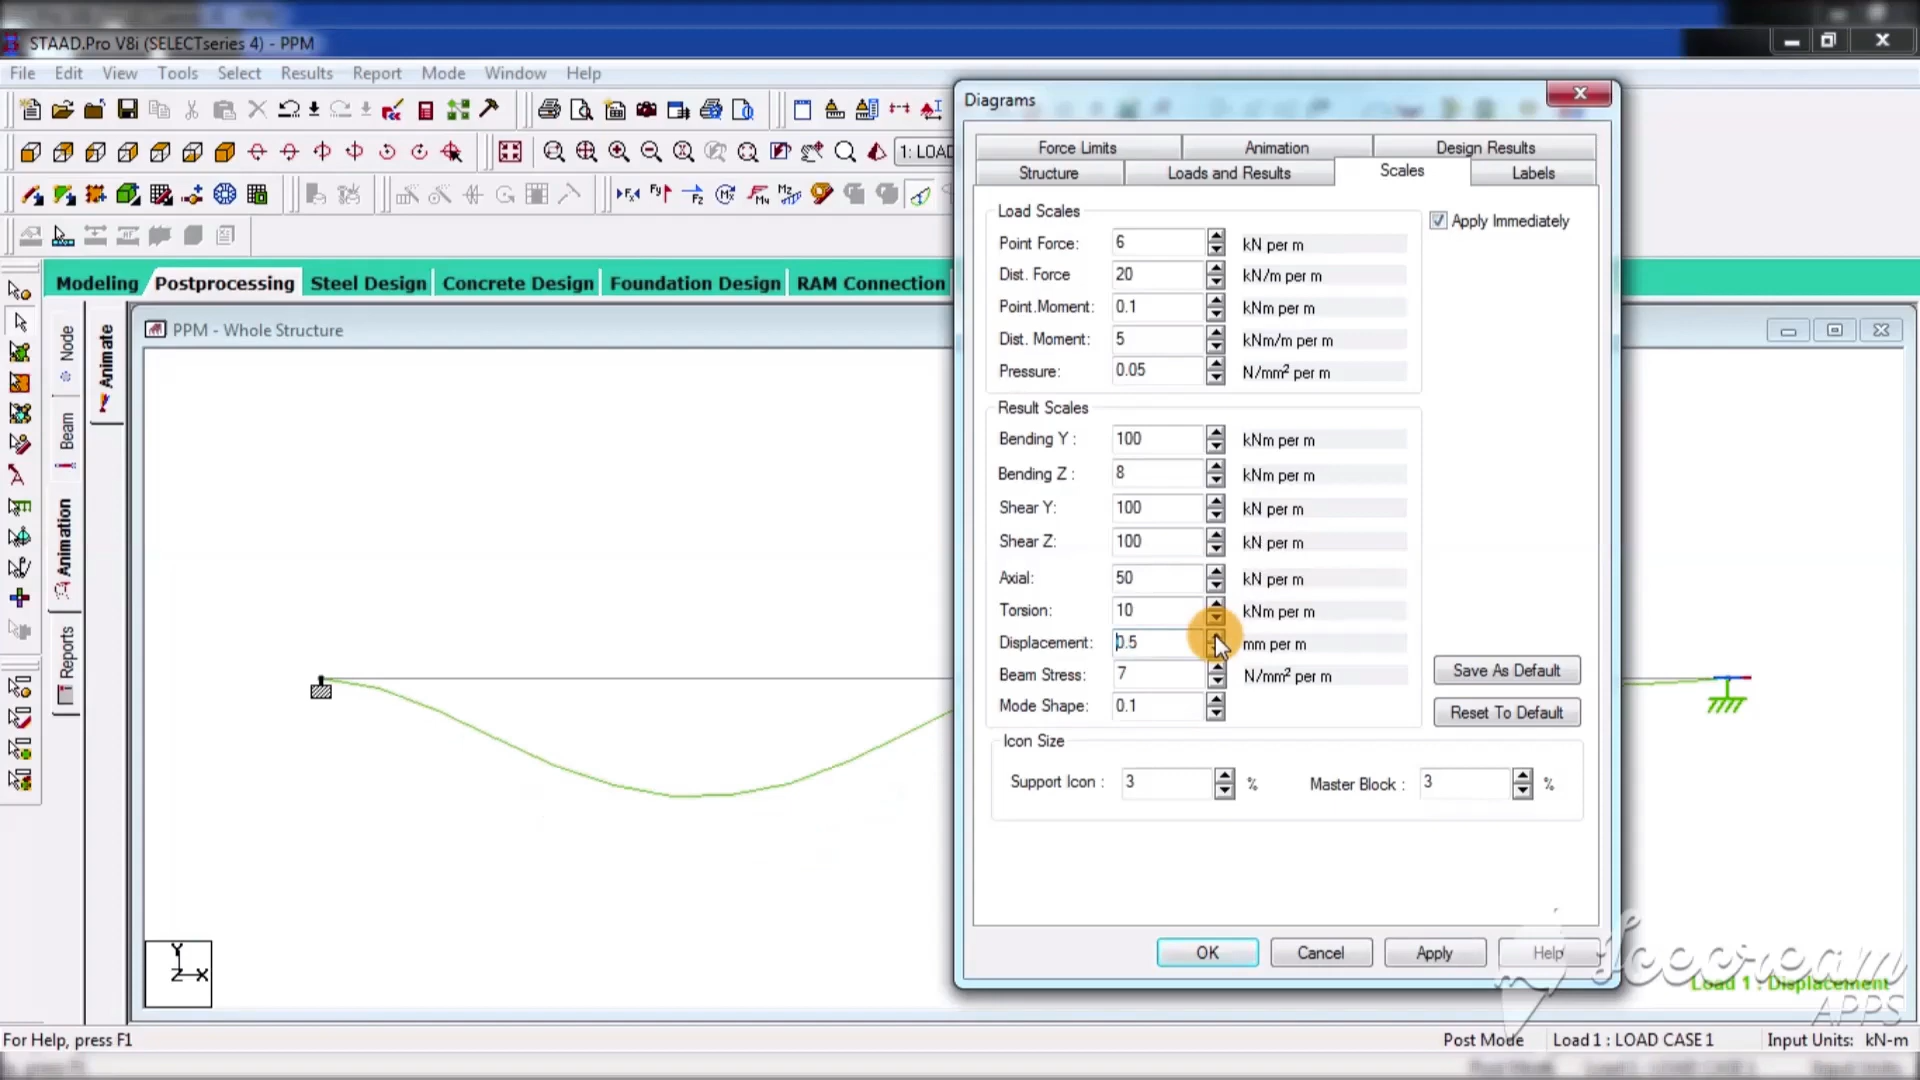 STAAD.Pro V8i (SELECTseries 4) - PPM
File Edit View Tools Select Results Report Mode Window Help
1: LOAD
Modeling Postprocessing Steel Design Concrete Design Foundation Design RAM Connection
PPM - Whole Structure
Node
Beam
Animation
Reports
Animate
Diagrams
Force Limits Animation Design Results
Structure Loads and Results Scales Labels
Load Scales
Apply Immediately
Point Force: 6 kN per m
Dist. Force 20 kN/m per m
Point.Moment: 0.1 kNm per m
Dist. Moment: 5 kNm/m per m
Pressure: 0.05 N/mm² per m
Result Scales
Bending Y : 100 kNm per m
Bending Z : 8 kNm per m
Shear Y: 100 kN per m
Shear Z: 100 kN per m
Axial: 50 kN per m
Torsion: 10 kNm per m
Displacement: 0.5 mm per m
Beam Stress: 7 N/mm² per m
Mode Shape: 0.1
Save As Default
Reset To Default
Icon Size
Support Icon : 3 % Master Block : 3 %
OK Cancel Apply Help
Y
Z X
Icecream
APPS
Load 1 : Displacement
For Help, press F1
Post Mode Load 1 : LOAD CASE 1 Input Units: kN-m